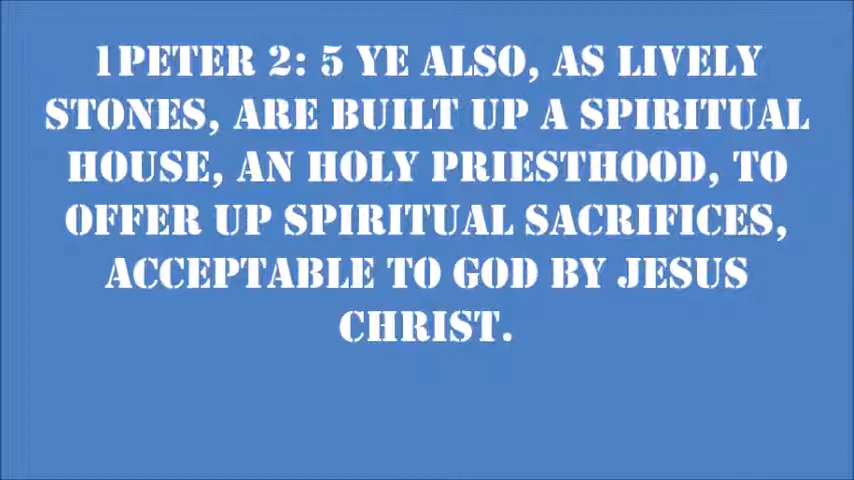 1PETER 2: 5 YE ALSO, AS LIVELY
STONES, ARE BUILT UP A SPIRITUAL
HOUSE, AN HOLY PRIESTHOOD, TO
OFFER UP SPIRITUAL SACRIFICES,
ACCEPTABLE TO GOD BY JESUS
CHRIST.